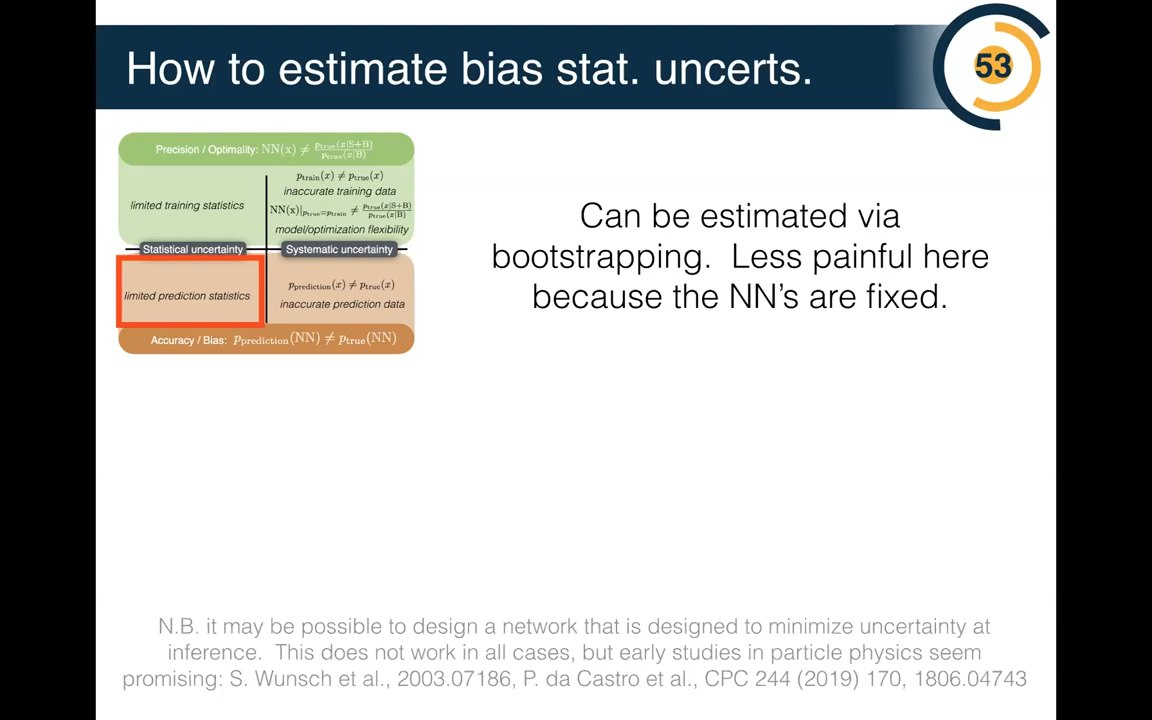 How to estimate bias stat. uncerts.
53
Precision / Optimality: NN(x) ≠ p_true(x|S+B) / p_true(x|B)
limited training statistics
p_train(x) ≠ p_true(x)
inaccurate training data
NN(x)|p_true=p_train ≠ p_true(x|S+B) / p_true(x|B)
model/optimization flexibility
Statistical uncertainty
Systematic uncertainty
limited prediction statistics
p_prediction(x) ≠ p_true(x)
inaccurate prediction data
Accuracy / Bias: p_prediction(NN) ≠ p_true(NN)
Can be estimated via
bootstrapping. Less painful here
because the NN's are fixed.
N.B. it may be possible to design a network that is designed to minimize uncertainty at
inference. This does not work in all cases, but early studies in particle physics seem
promising: S. Wunsch et al., 2003.07186, P. da Castro et al., CPC 244 (2019) 170, 1806.04743